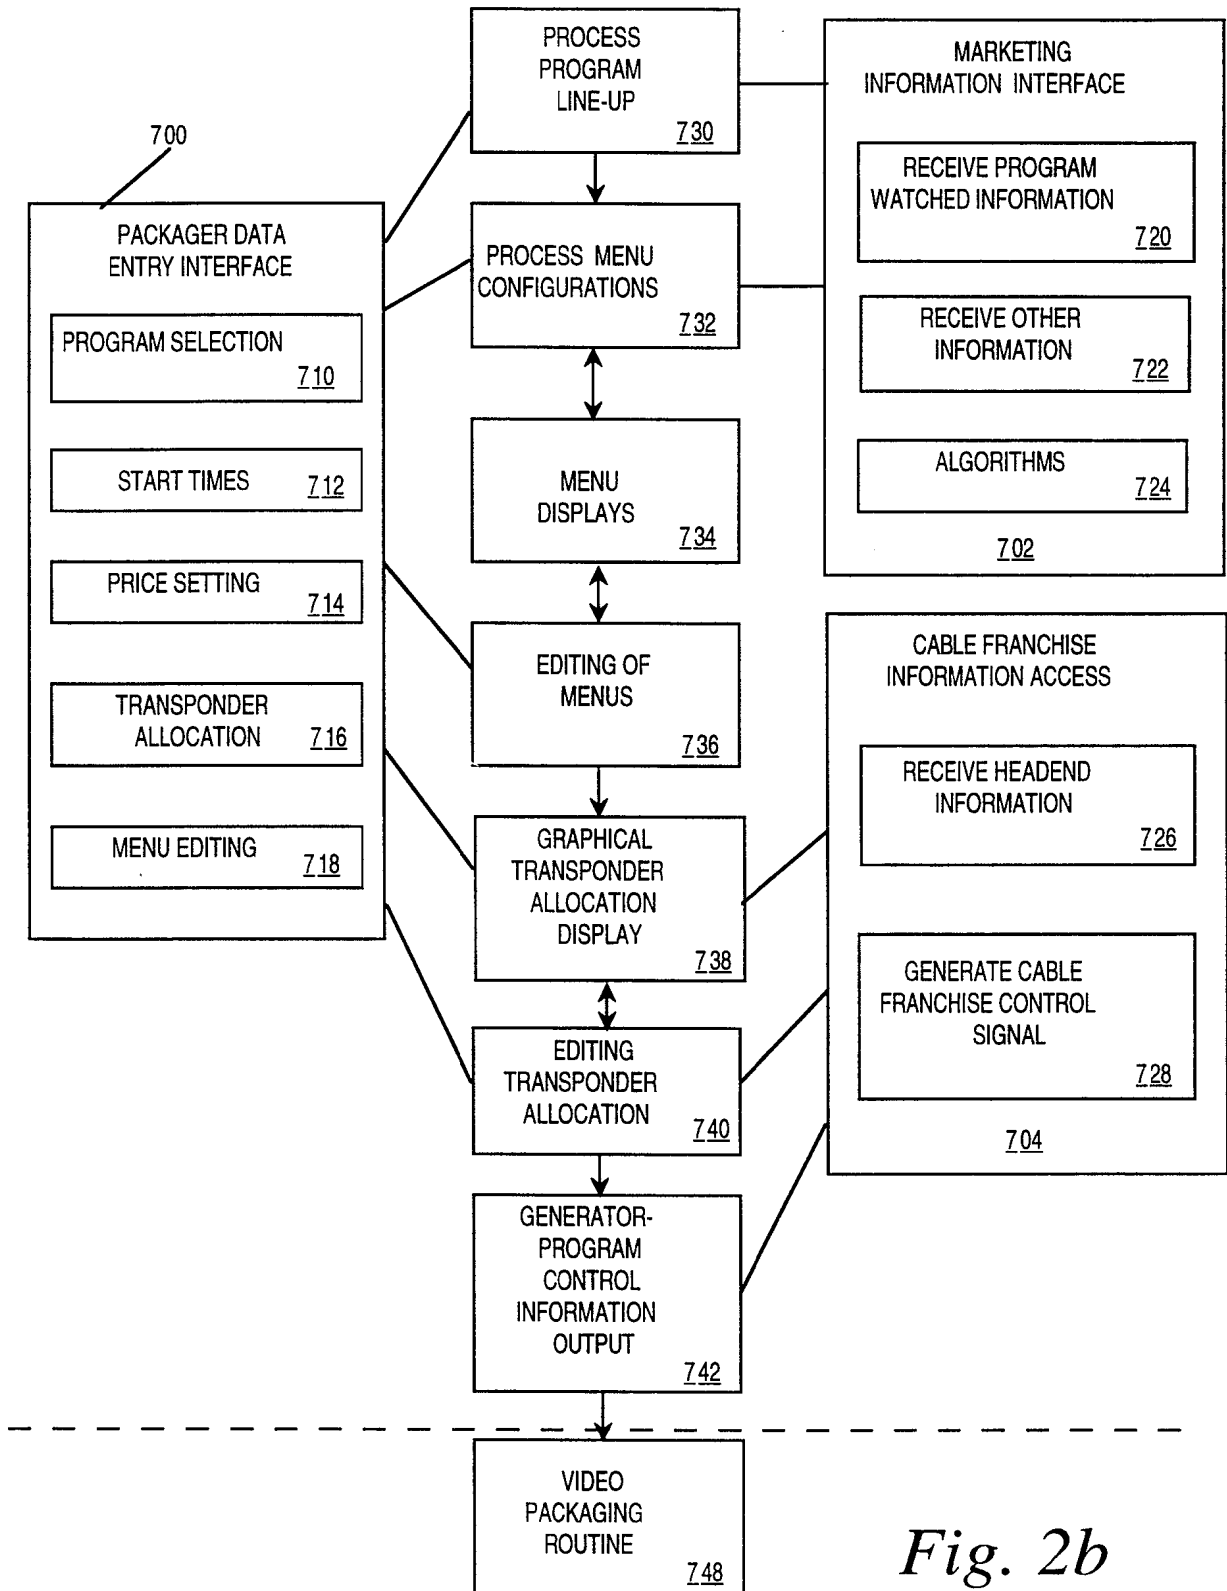 PROCESS
PROGRAM
LINE-UP
730
MARKETING
INFORMATION INTERFACE
RECEIVE PROGRAM
WATCHED INFORMATION
720
RECEIVE OTHER
INFORMATION
722
ALGORITHMS
724
702
700
PACKAGER DATA
ENTRY INTERFACE
PROGRAM SELECTION
710
START TIMES
712
PRICE SETTING
714
TRANSPONDER
ALLOCATION
716
MENU EDITING
718
PROCESS MENU
CONFIGURATIONS
732
MENU
DISPLAYS
734
EDITING OF
MENUS
736
GRAPHICAL
TRANSPONDER
ALLOCATION
DISPLAY
738
EDITING
TRANSPONDER
ALLOCATION
740
GENERATOR-
PROGRAM
CONTROL
INFORMATION
OUTPUT
742
CABLE FRANCHISE
INFORMATION ACCESS
RECEIVE HEADEND
INFORMATION
726
GENERATE CABLE
FRANCHISE CONTROL
SIGNAL
728
704
VIDEO
PACKAGING
ROUTINE
748
Fig. 2b